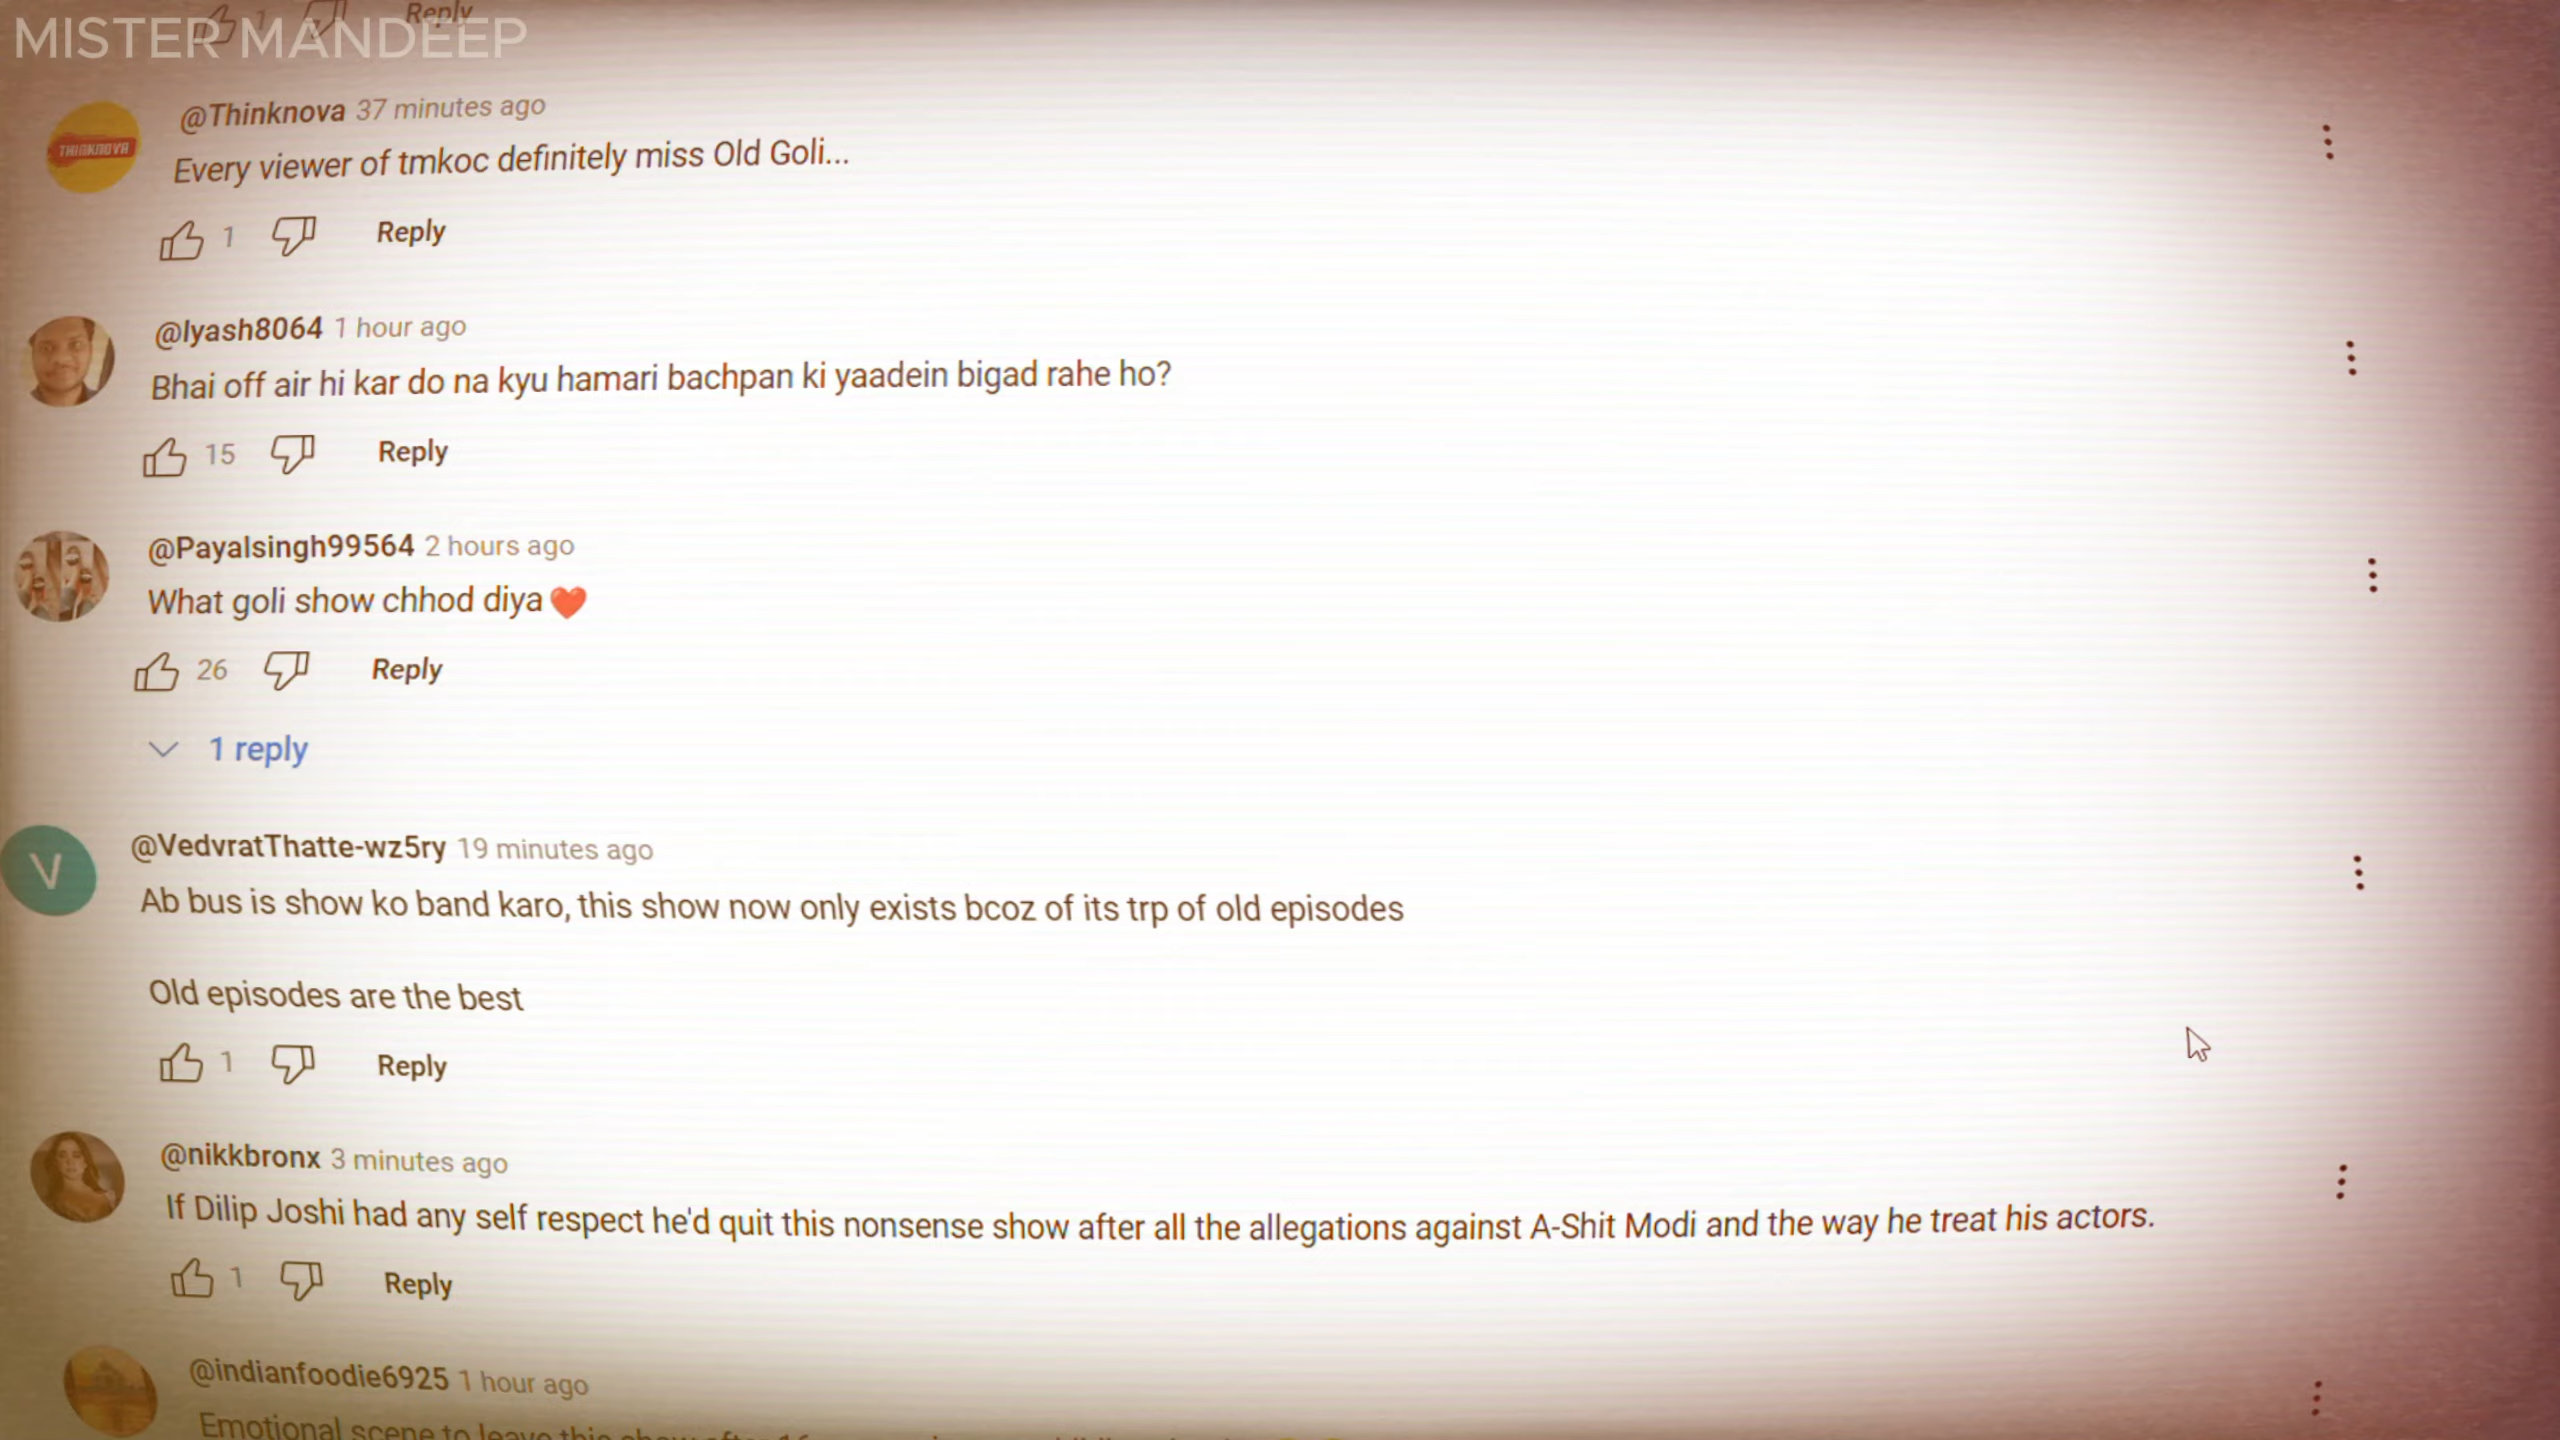 Reply
MISTER MANDEEP
THINKNOVA
@Thinknova 37 minutes ago
Every viewer of tmkoc definitely miss Old Goli...
1 Reply
@lyash8064 1 hour ago
Bhai off air hi kar do na kyu hamari bachpan ki yaadein bigad rahe ho?
15 Reply
@Payalsingh99564 2 hours ago
What goli show chhod diya❤️
26 Reply
1 reply
V
@VedvratThatte-wz5ry 19 minutes ago
Ab bus is show ko band karo, this show now only exists bcoz of its trp of old episodes
Old episodes are the best
1 Reply
@nikkbronx 3 minutes ago
If Dilip Joshi had any self respect he'd quit this nonsense show after all the allegations against A-Shit Modi and the way he treat his actors.
1 Reply
@indianfoodie6925 1 hour ago
Emotional scene to leave this show after 16